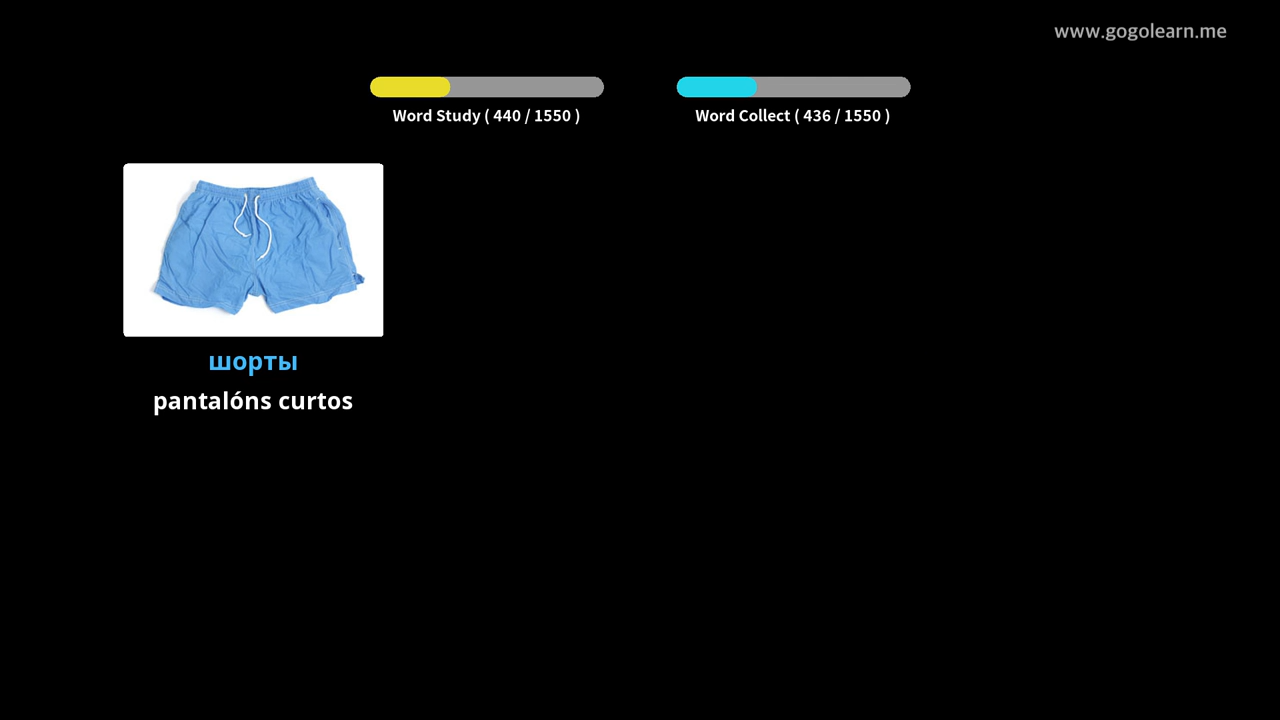 www.gogolearn.me
Word Study ( 440 / 1550 )
Word Collect ( 436 / 1550 )
шорты
pantalóns curtos